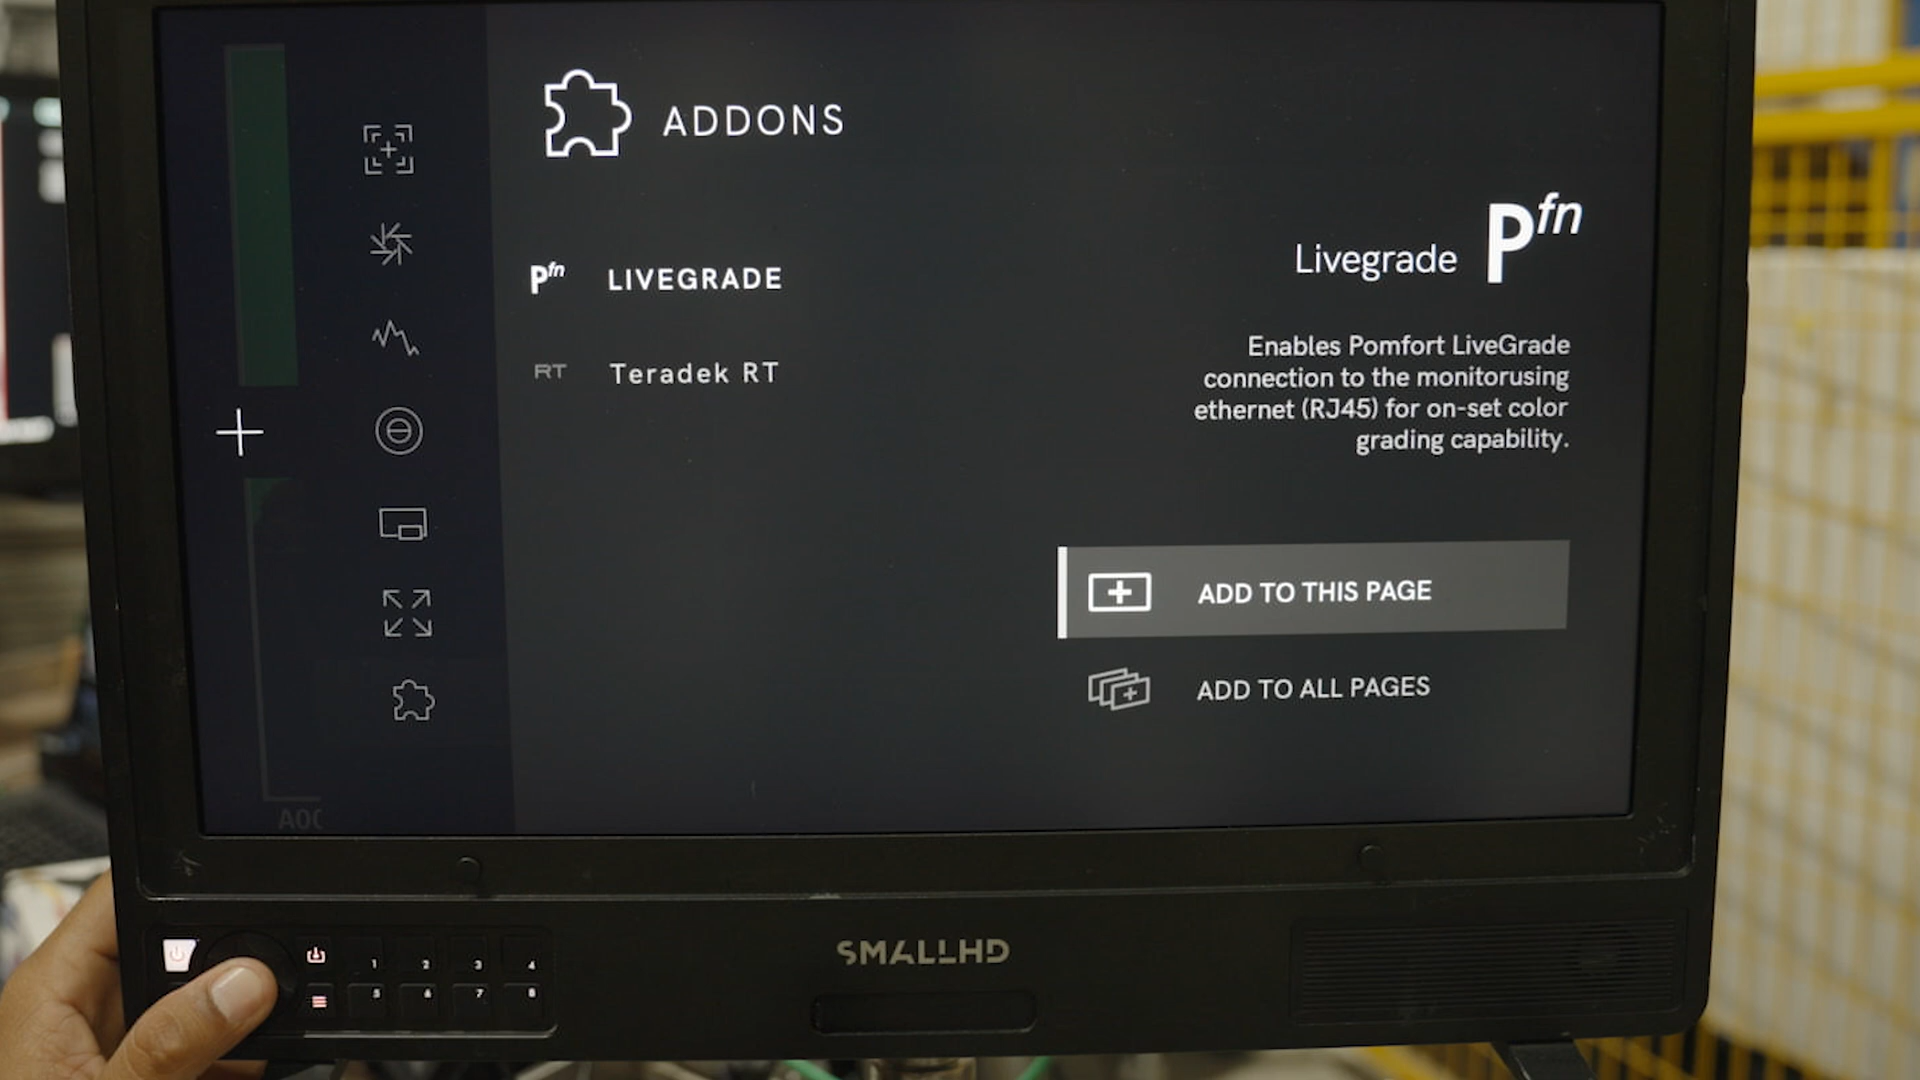 ADDONS
Pfn LIVEGRADE
RT Teradek RT
Livegrade Pfn
Enables Pomfort LiveGrade
connection to the monitorusing
ethernet (RJ45) for on-set color
grading capability.
ADD TO THIS PAGE
ADD TO ALL PAGES
SMALLHD
1 2 3 4
5 6 7 8